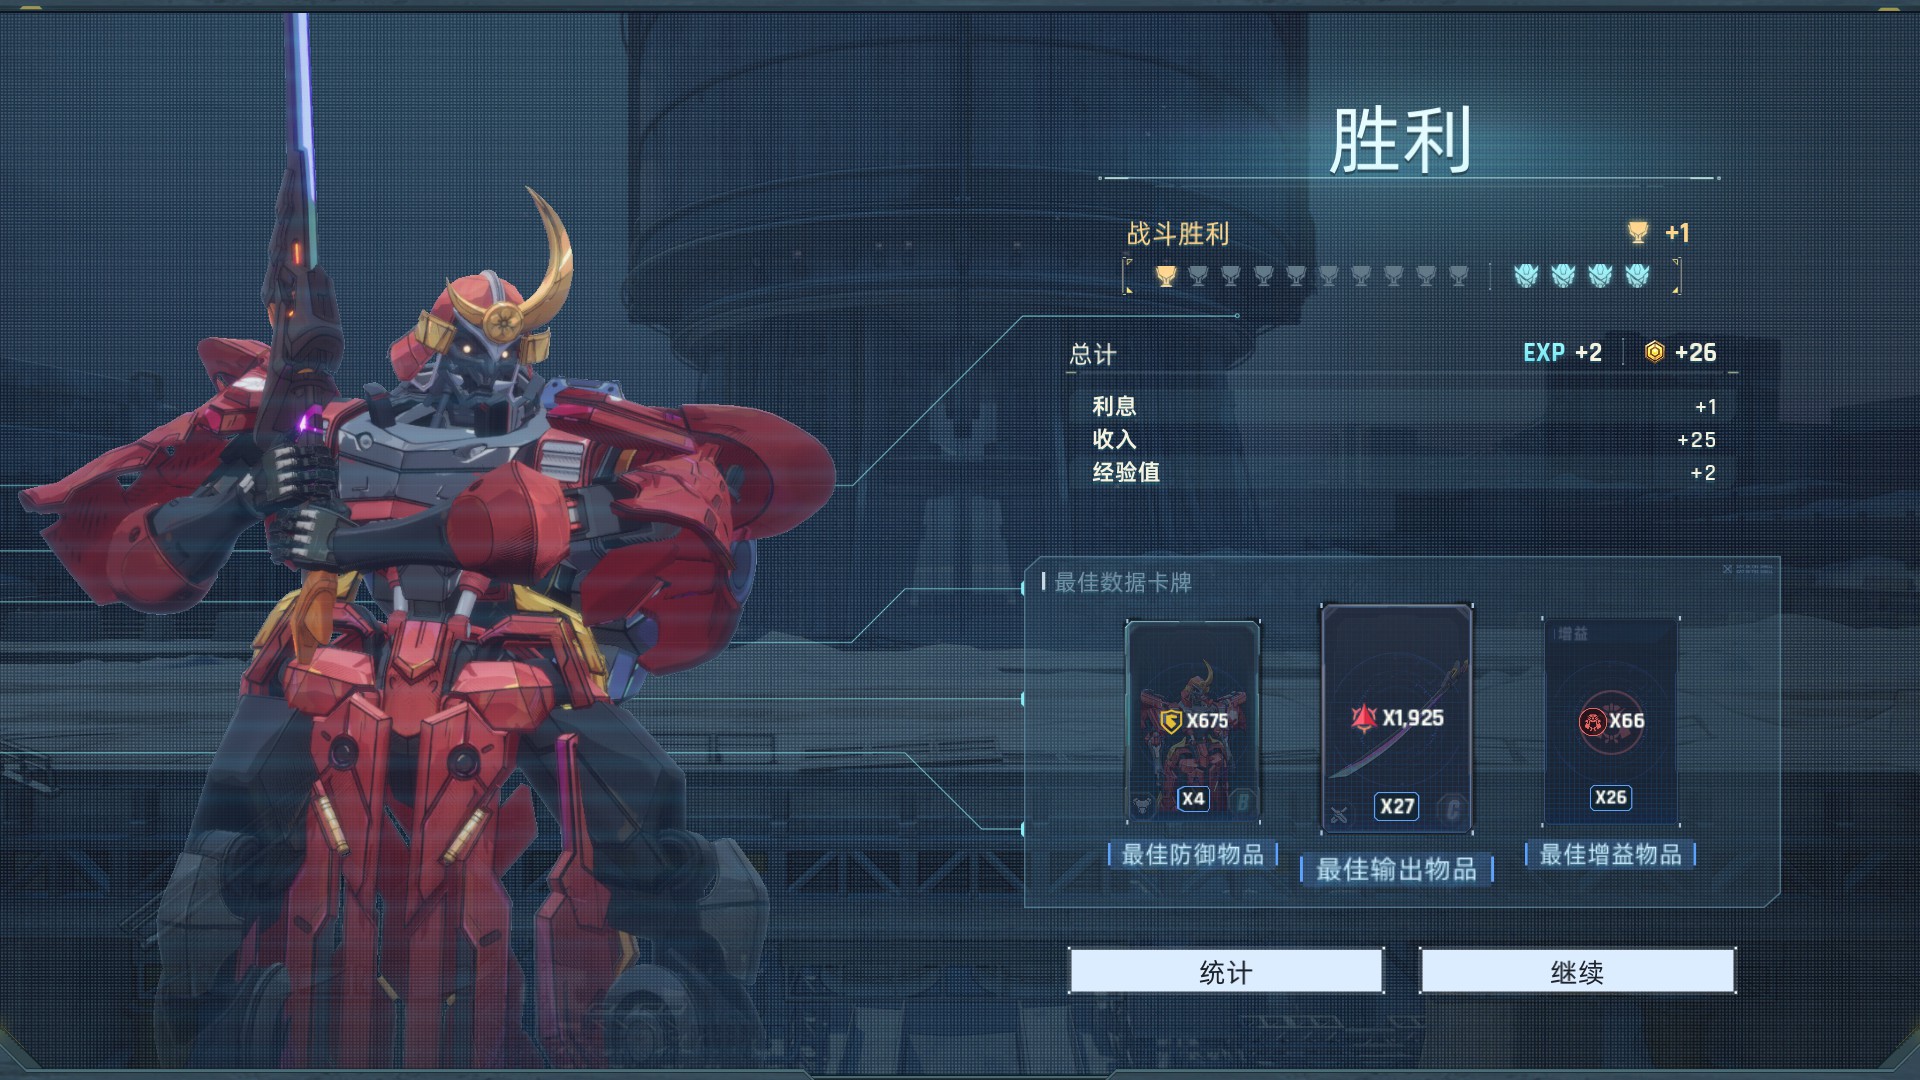 胜利
战斗胜利 +1
总计 EXP +2 +26
利息 +1
收入 +25
经验值 +2
最佳数据卡牌
增益
X675 X1,925 X66
X4 B X27 C X26
最佳防御物品 最佳输出物品 最佳增益物品
统计 继续